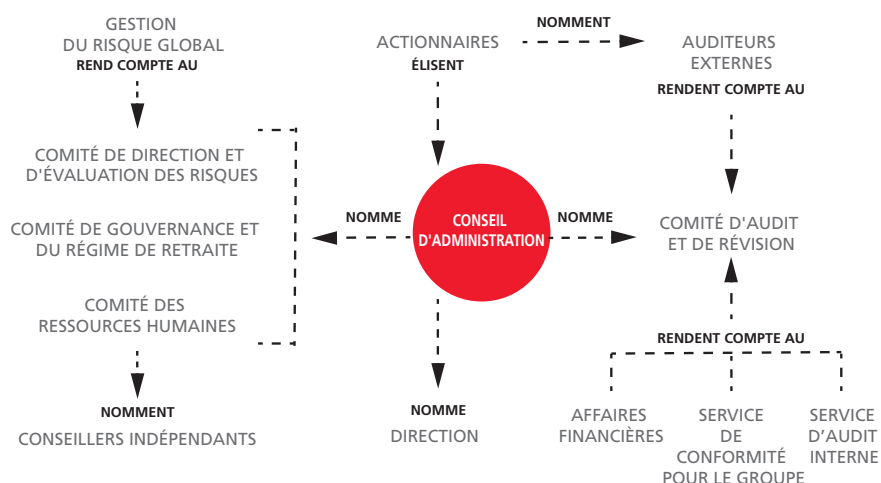 GESTION
DU RISQUE GLOBAL
REND COMPTE AU
COMITÉ DE DIRECTION ET
D'ÉVALUATION DES RISQUES
COMITÉ DE GOUVERNANCE ET
DU RÉGIME DE RETRAITE
COMITÉ DES
RESSOURCES HUMAINES
NOMMENT
CONSEILLERS INDÉPENDANTS
ACTIONNAIRES
ÉLISENT
NOMMENT
NOMME
CONSEIL
D'ADMINISTRATION
NOMME
NOMME
DIRECTION
AUDITEURS
EXTERNES
RENDENT COMPTE AU
COMITÉ D'AUDIT
ET DE RÉVISION
RENDENT COMPTE AU
AFFAIRES
FINANCIÈRES
SERVICE
DE
CONFORMITÉ
POUR LE GROUPE
SERVICE
D’AUDIT
INTERNE